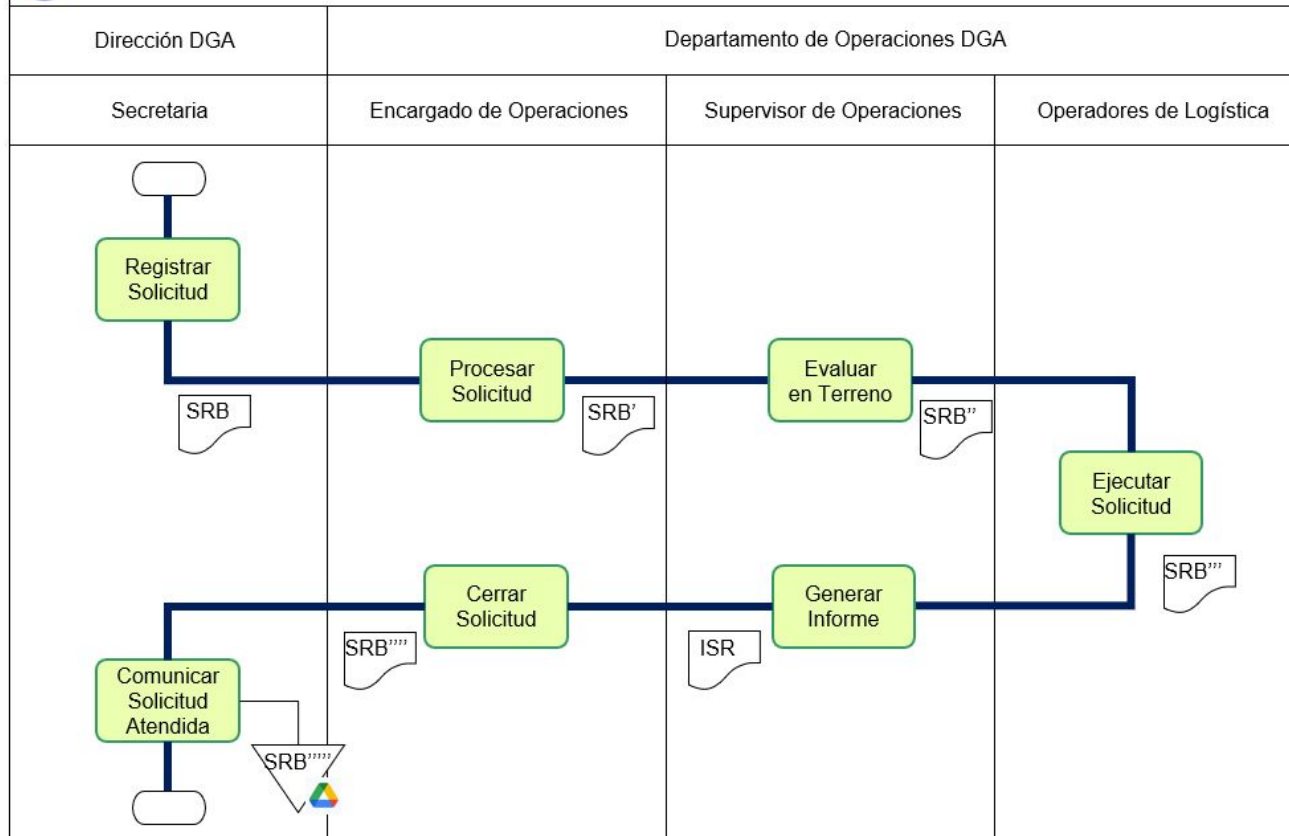 Dirección DGA
Departamento de Operaciones DGA
Secretaria
Encargado de Operaciones
Supervisor de Operaciones
Operadores de Logística
Registrar
Solicitud
SRB
Procesar
Solicitud
SRB'
Evaluar
en Terreno
SRB''
Ejecutar
Solicitud
SRB'''
Generar
Informe
ISR
Cerrar
Solicitud
SRB''''
Comunicar
Solicitud
Atendida
SRB'''''